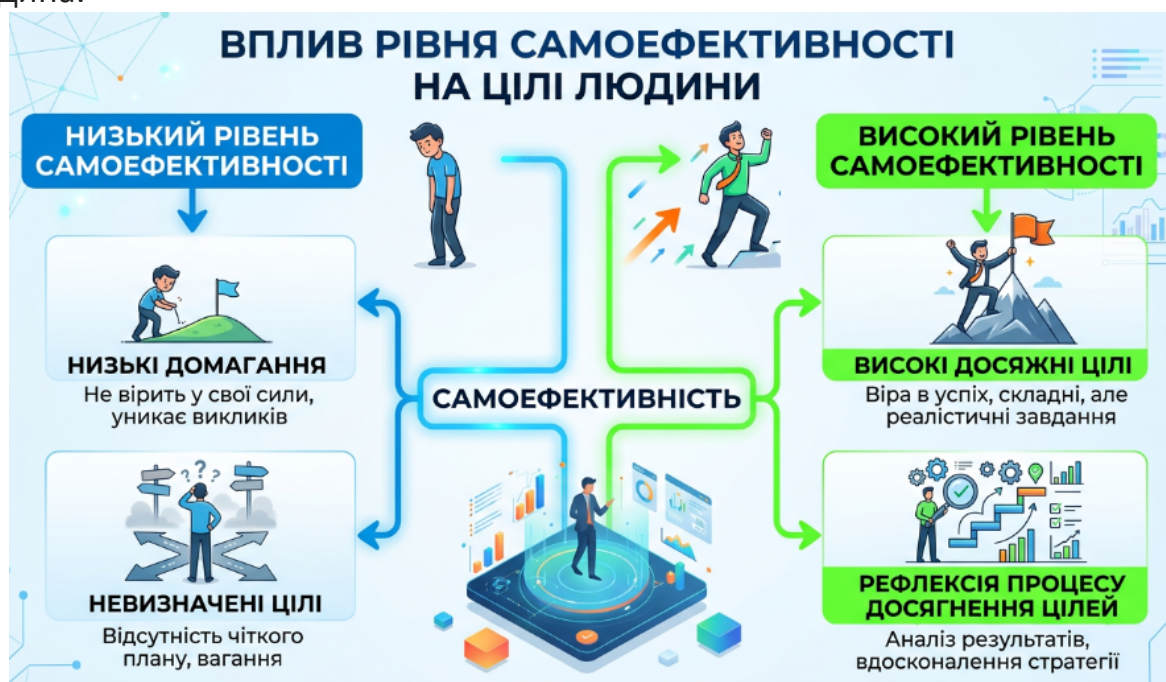 ВПЛИВ РІВНЯ САМОЕФЕКТИВНОСТІ
НА ЦІЛІ ЛЮДИНИ
НИЗЬКИЙ РІВЕНЬ
САМОЕФЕКТИВНОСТІ
НИЗЬКІ ДОМАГАННЯ
Не вірить у свої сили,
уникає викликів
НЕВИЗНАЧЕНІ ЦІЛІ
Відсутність чіткого
плану, вагання
САМОЕФЕКТИВНІСТЬ
ВИСОКИЙ РІВЕНЬ
САМОЕФЕКТИВНОСТІ
ВИСОКІ ДОСЯЖНІ ЦІЛІ
Віра в успіх, складні, але
реалістичні завдання
РЕФЛЕКСІЯ ПРОЦЕСУ
ДОСЯГНЕННЯ ЦІЛЕЙ
Аналіз результатів,
вдосконалення стратегії